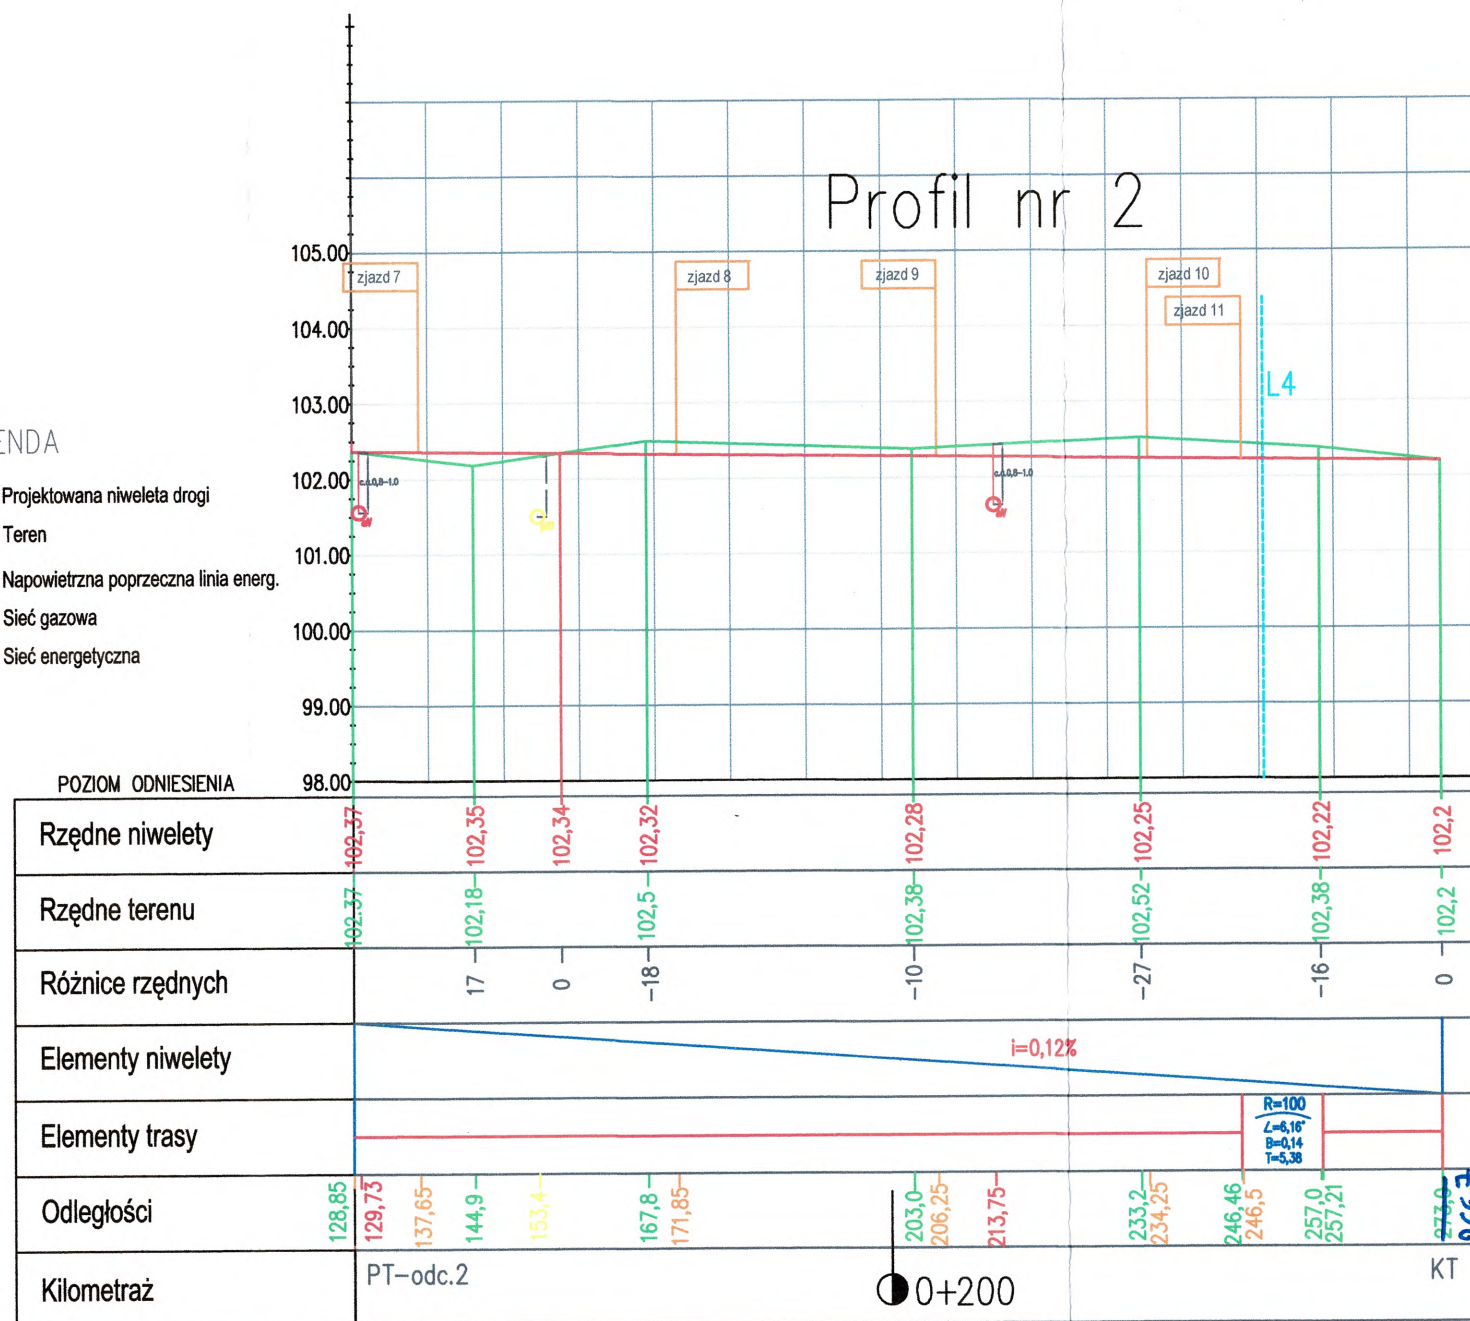 Profil nr 2
105.00
zjazd 7
zjazd 8
zjazd 9
zjazd 10
zjazd 11
104.00
L4
103.00
ENDA
102.00
Projektowana niweleta drogi
Teren
101.00
Napowietrzna poprzeczna linia energ.
Sieć gazowa
100.00
Sieć energetyczna
99.00
POZIOM ODNIESIENIA 98.00
Rzędne niwelety 102,37 102,35 102,34 102,32 102,28 102,25 102,22 102,2
Rzędne terenu 102.37 102,18 102,5 102,38 102,52 102,38 102,2
Różnice rzędnych 17 0 -18 -10 -27 -16 0
Elementy niwelety i=0,12%
Elementy trasy
R=100
∠=6,16°
B=0,14
T=5,38
Odległości 128,85 129,73 137,65 144,9 153,4 167,8 171,85 203,0 206,25 213,75 233,2 234,25 246,46 246,5 257,0 257,21
Kilometraż PT-odc.2 0+200 KT